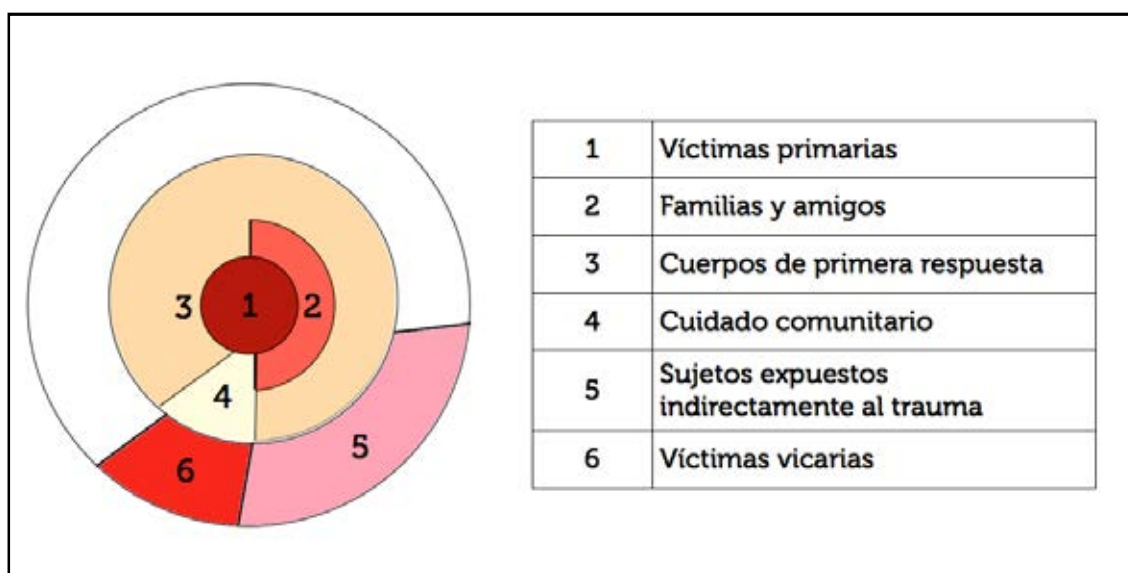 1
2
3
4
5
6
1 Víctimas primarias
2 Familias y amigos
3 Cuerpos de primera respuesta
4 Cuidado comunitario
5 Sujetos expuestos
indirectamente al trauma
6 Víctimas vicarias